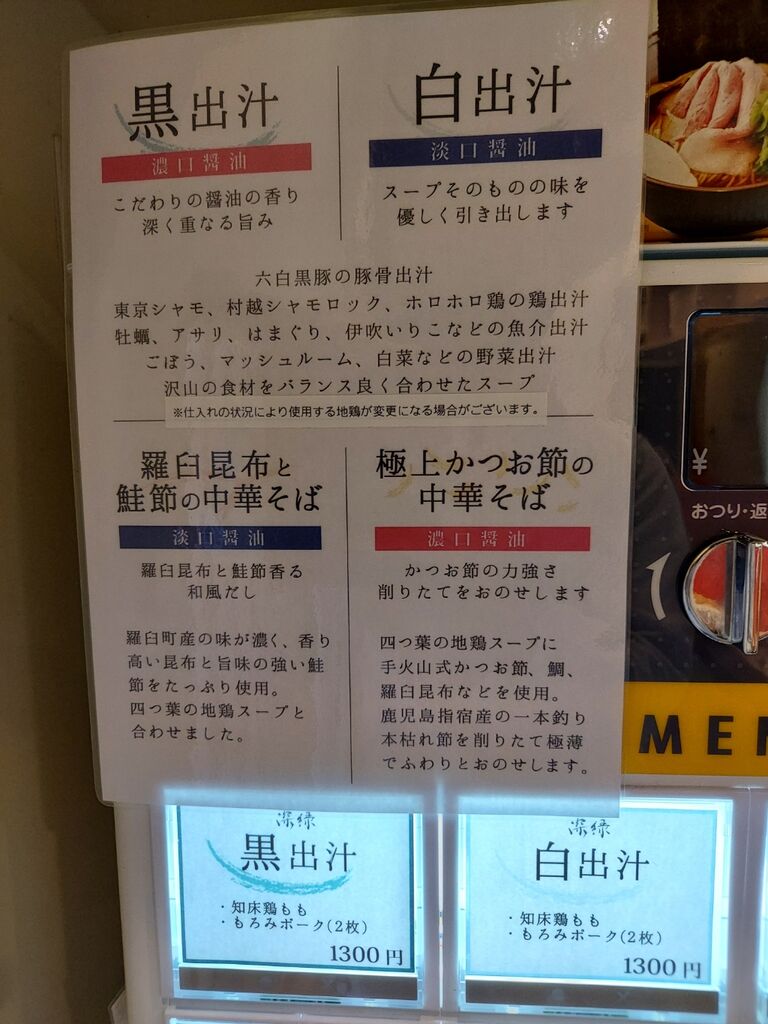 黒出汁
濃口醤油
こだわりの醤油の香り
深く重なる旨み
白出汁
淡口醤油
スープそのものの味を
優しく引き出します
六白黒豚の豚骨出汁
東京シャモ、村越シャモロック、ホロホロ鶏の鶏出汁
牡蠣、アサリ、はまぐり、伊吹いりこなどの魚介出汁
ごぼう、マッシュルーム、白菜などの野菜出汁
沢山の食材をバランス良く合わせたスープ
※仕入れの状況により使用する地鶏が変更になる場合がございます。
羅臼昆布と
鮭節の中華そば
淡口醤油
羅臼昆布と鮭節香る
和風だし
羅臼町産の味が濃く、香り
高い昆布と旨味の強い鮭
節をたっぷり使用。
四つ葉の地鶏スープと
合わせました。
極上かつお節の
中華そば
濃口醤油
かつお節の力強さ
削りたてをおのせします
四つ葉の地鶏スープに
手火山式かつお節、鯛、
羅臼昆布などを使用。
鹿児島指宿産の一本釣り
本枯れ節を削りたて極薄
でふわりとおのせします。
¥
おつり・返
MEN
深緑
黒出汁
・知床鶏もも
・もろみポーク(2枚)
1300円
深緑
白出汁
・知床鶏もも
・もろみポーク(2枚)
1300円